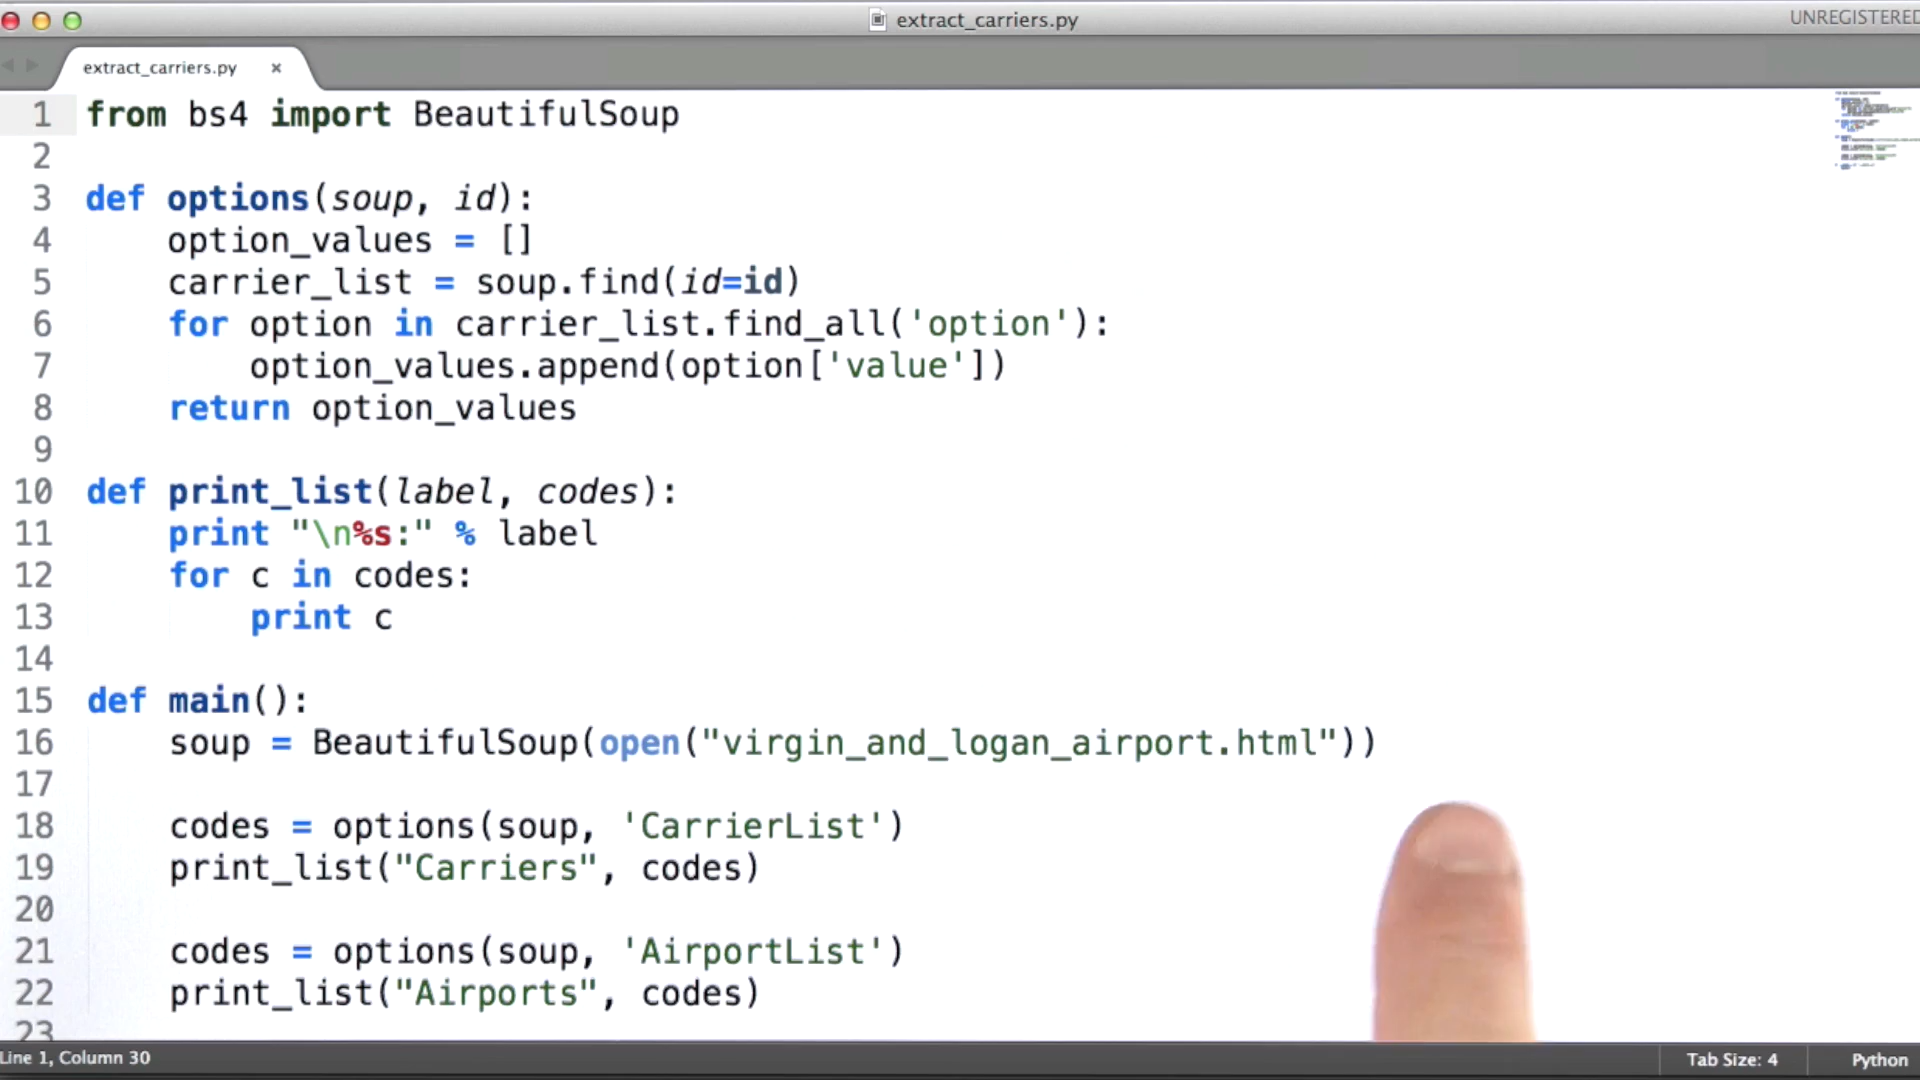 extract_carriers.py
UNREGISTERED
extract_carriers.py ×
1 from bs4 import BeautifulSoup
2
3 def options(soup, id):
4     option_values = []
5     carrier_list = soup.find(id=id)
6     for option in carrier_list.find_all('option'):
7         option_values.append(option['value'])
8     return option_values
9
10 def print_list(label, codes):
11     print "\n%s:" % label
12     for c in codes:
13         print c
14
15 def main():
16     soup = BeautifulSoup(open("virgin_and_logan_airport.html"))
17
18     codes = options(soup, 'CarrierList')
19     print_list("Carriers", codes)
20
21     codes = options(soup, 'AirportList')
22     print_list("Airports", codes)
23
Line 1, Column 30
Tab Size: 4
Python